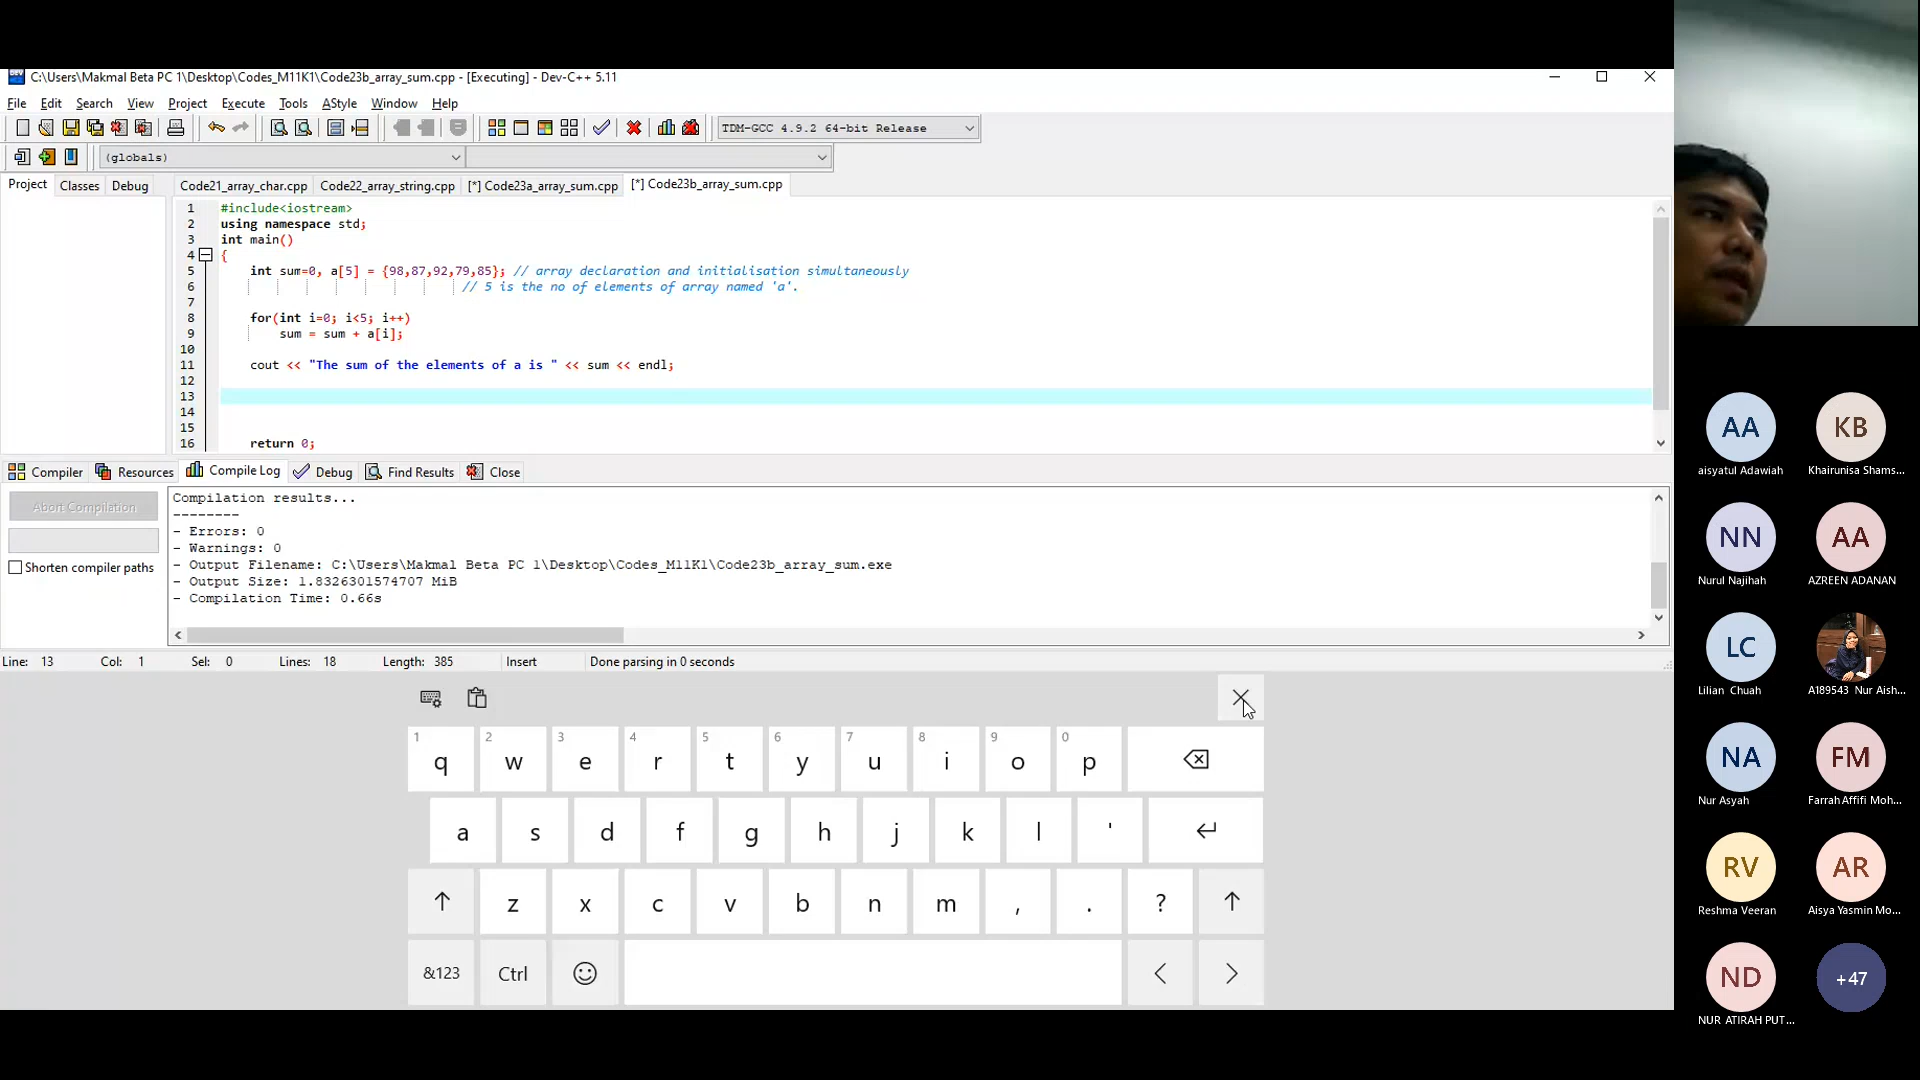 C:\Users\Makmal Beta PC 1\Desktop\Codes_M11K1\Code23b_array_sum.cpp - [Executing] - Dev-C++ 5.11
File Edit Search View Project Execute Tools AStyle Window Help
TDM-GCC 4.9.2 64-bit Release
(globals)
Project Classes Debug Code21_array_char.cpp Code22_array_string.cpp [*] Code23a_array_sum.cpp [*] Code23b_array_sum.cpp
1 #include<iostream>
2 using namespace std;
3 int main()
4 {
5 int sum=0, a[5] = {98,87,92,79,85}; // array declaration and initialisation simultaneously
6 // 5 is the no of elements of array named 'a'.
7
8 for(int i=0; i<5; i++)
9 sum = sum + a[i];
10
11 cout << "The sum of the elements of a is " << sum << endl;
12
13
14
15
16 return 0;
Compiler Resources Compile Log Debug Find Results Close
Abort Compilation
Shorten compiler paths
Compilation results...
--------
- Errors: 0
- Warnings: 0
- Output Filename: C:\Users\Makmal Beta PC 1\Desktop\Codes_M11K1\Code23b_array_sum.exe
- Output Size: 1.8326301574707 MiB
- Compilation Time: 0.66s
Line: 13 Col: 1 Sel: 0 Lines: 18 Length: 385 Insert Done parsing in 0 seconds
1 2 3 4 5 6 7 8 9 0
q w e r t y u i o p
a s d f g h j k l '
z x c v b n m , . ?
&123 Ctrl
AA KB
aisyatul Adawiah Khairunisa Shams...
NN AA
Nurul Najihah AZREEN ADANAN
LC
Lilian Chuah A189543 Nur Aish...
NA FM
Nur Asyah Farrah Affifi Moh...
RV AR
Reshma Veeran Aisya Yasmin Mo...
ND +47
NUR ATIRAH PUT...